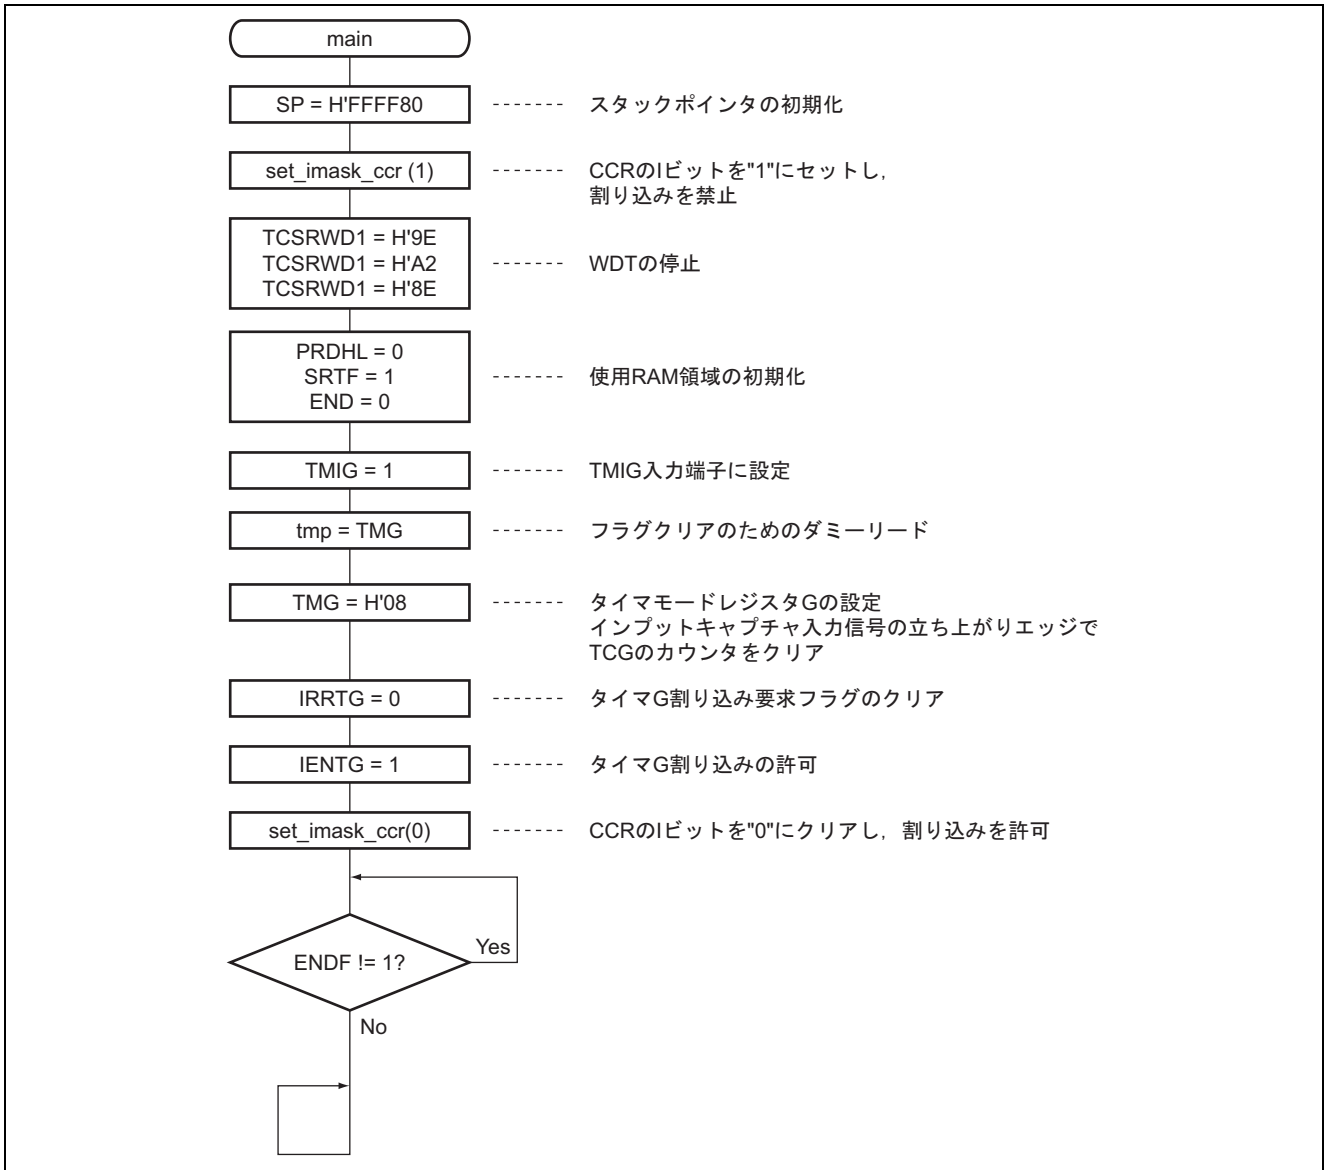 main
SP = H'FFFF80 ------- スタックポインタの初期化
set_imask_ccr (1) ------- CCRのIビットを"1"にセットし,
割り込みを禁止
TCSRWD1 = H'9E
TCSRWD1 = H'A2 ------- WDTの停止
TCSRWD1 = H'8E
PRDHL = 0
SRTF = 1 ------- 使用RAM領域の初期化
END = 0
TMIG = 1 ------- TMIG入力端子に設定
tmp = TMG ------- フラグクリアのためのダミーリード
TMG = H'08 ------- タイマモードレジスタGの設定
インプットキャプチャ入力信号の立ち上がりエッジで
TCGのカウンタをクリア
IRRTG = 0 ------- タイマG割り込み要求フラグのクリア
IENTG = 1 ------- タイマG割り込みの許可
set_imask_ccr(0) ------- CCRのIビットを"0"にクリアし, 割り込みを許可
ENDF != 1?
Yes
No